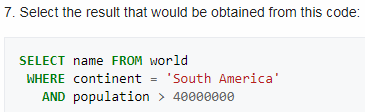 7. Select the result that would be obtained from this code:
SELECT name FROM world
WHERE continent = 'South America'
AND population > 40000000